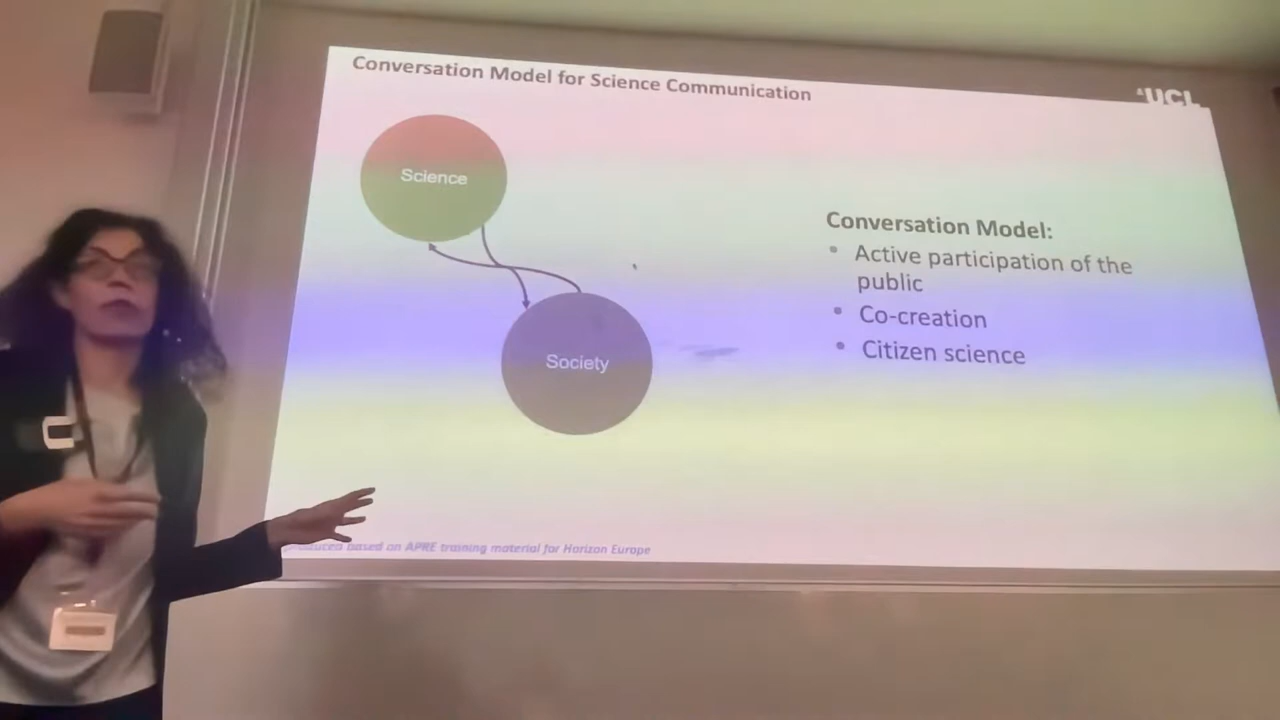 Conversation Model for Science Communication
UCL
Science
Society
Conversation Model:
• Active participation of the
public
• Co-creation
• Citizen science
based on APRE training material for Horizon Europe